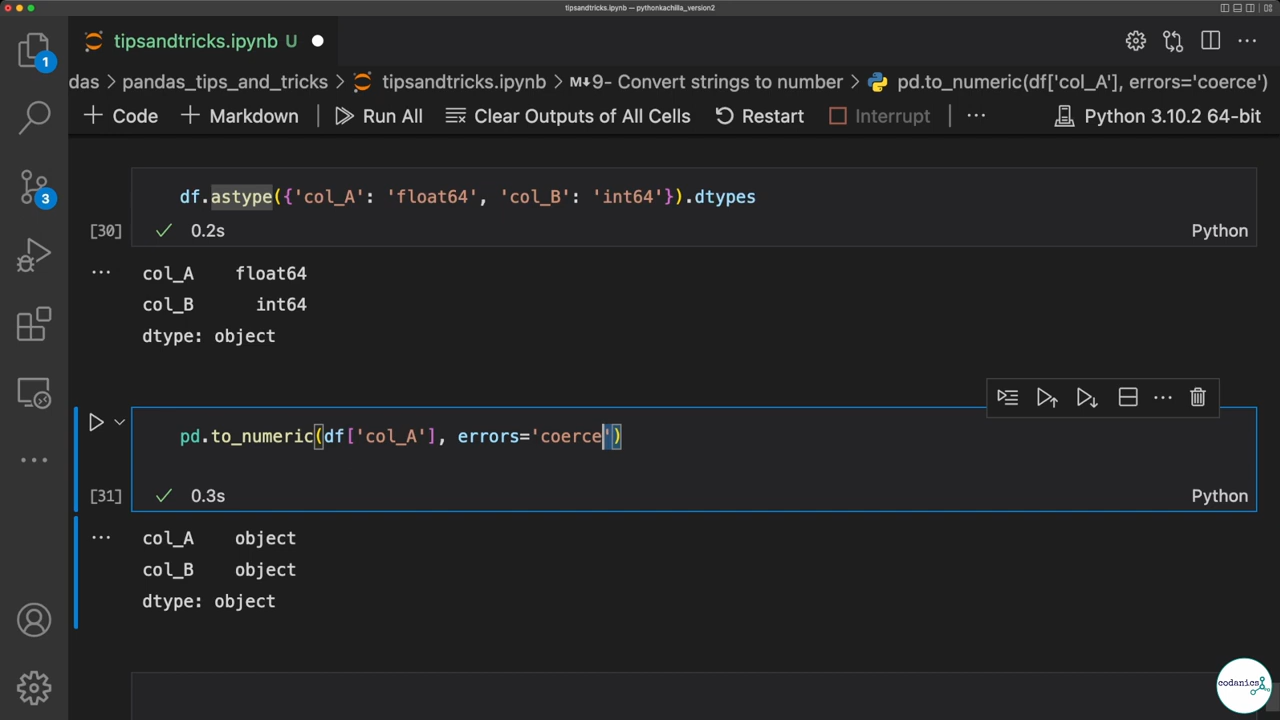 tipsandtricks.ipynb — pythonkachilla_version2
tipsandtricks.ipynb U
das > pandas_tips_and_tricks > tipsandtricks.ipynb > M↓9- Convert strings to number > pd.to_numeric(df['col_A'], errors='coerce')
+ Code + Markdown | Run All Clear Outputs of All Cells Restart Interrupt | ... Python 3.10.2 64-bit
1
3
df.astype({'col_A': 'float64', 'col_B': 'int64'}).dtypes
[30] ✓ 0.2s Python
... col_A float64
col_B int64
dtype: object
pd.to_numeric(df['col_A'], errors='coerce')
[31] ✓ 0.3s Python
... col_A object
col_B object
dtype: object
codanics